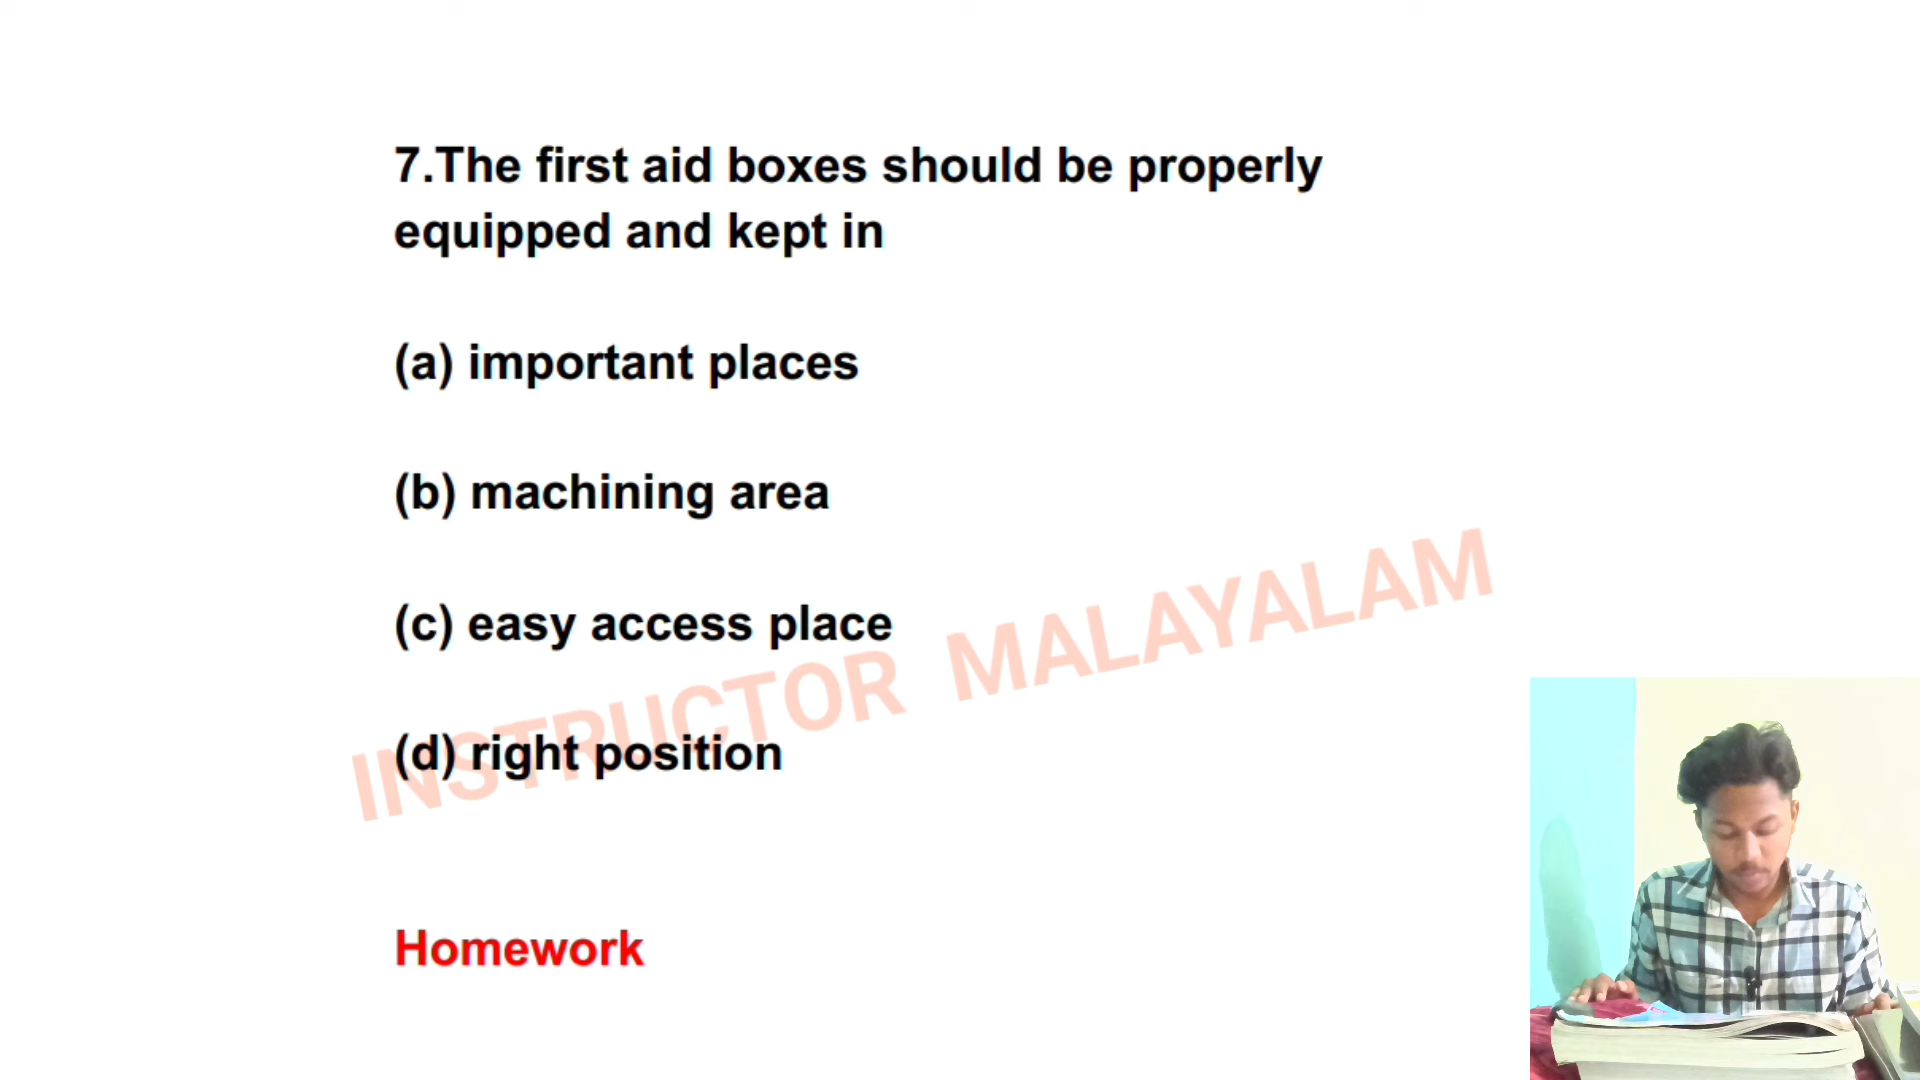 7.The first aid boxes should be properly
equipped and kept in
(a) important places
(b) machining area
(c) easy access place
(d) right position
INSTRUCTOR MALAYALAM
Homework